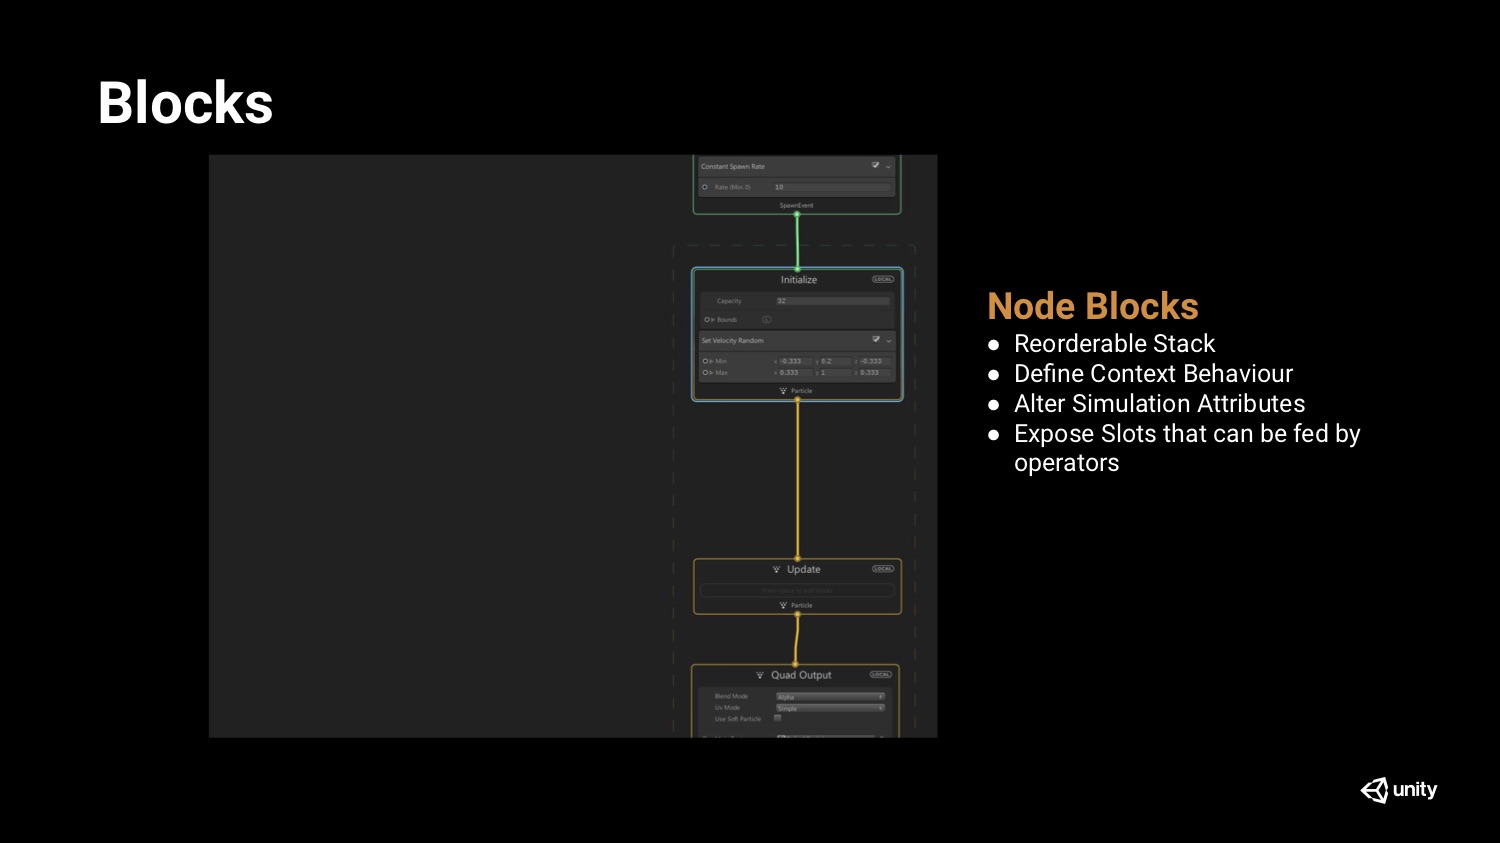 Blocks
Constant Spawn Rate
Rate (Min: 0) 10
SpawnEvent
Initialize LOCAL
Capacity 32
Bounds L
Set Velocity Random
Min x -0.333 y 0.2 z -0.333
Max x 0.333 y 1 z 0.333
Particle
Update LOCAL
Particle
Quad Output LOCAL
Blend Mode Alpha
Uv Mode Simple
Use Soft Particle
Node Blocks
● Reorderable Stack
● Define Context Behaviour
● Alter Simulation Attributes
● Expose Slots that can be fed by
operators
unity